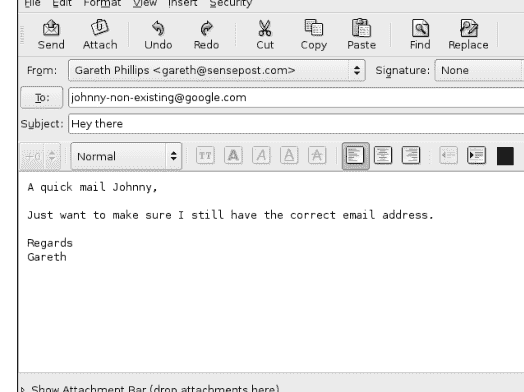 File Edit Format View Insert Security
Send Attach Undo Redo Cut Copy Paste Find Replace
From: Gareth Phillips <gareth@sensepost.com> Signature: None
To: johnny-non-existing@google.com
Subject: Hey there
+0 Normal TT A A A A
A quick mail Johnny,
Just want to make sure I still have the correct email address.
Regards
Gareth
Show Attachment Bar (drop attachments here)